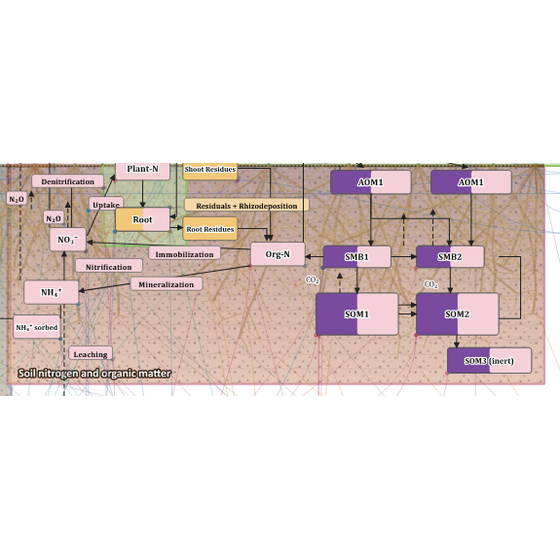 Plant-N
Shoot Residues
Denitrification
AOM1
AOM1
N₂O
Uptake
Residuals + Rhizodeposition
N₂O
Root
Root Residues
NO₃⁻
Immobilization
Org-N
SMB1
SMB2
Nitrification
CO₂
CO₂
Mineralization
NH₄⁺
SOM1
SOM2
NH₄⁺ sorbed
Leaching
SOM3 (inert)
Soil nitrogen and organic matter